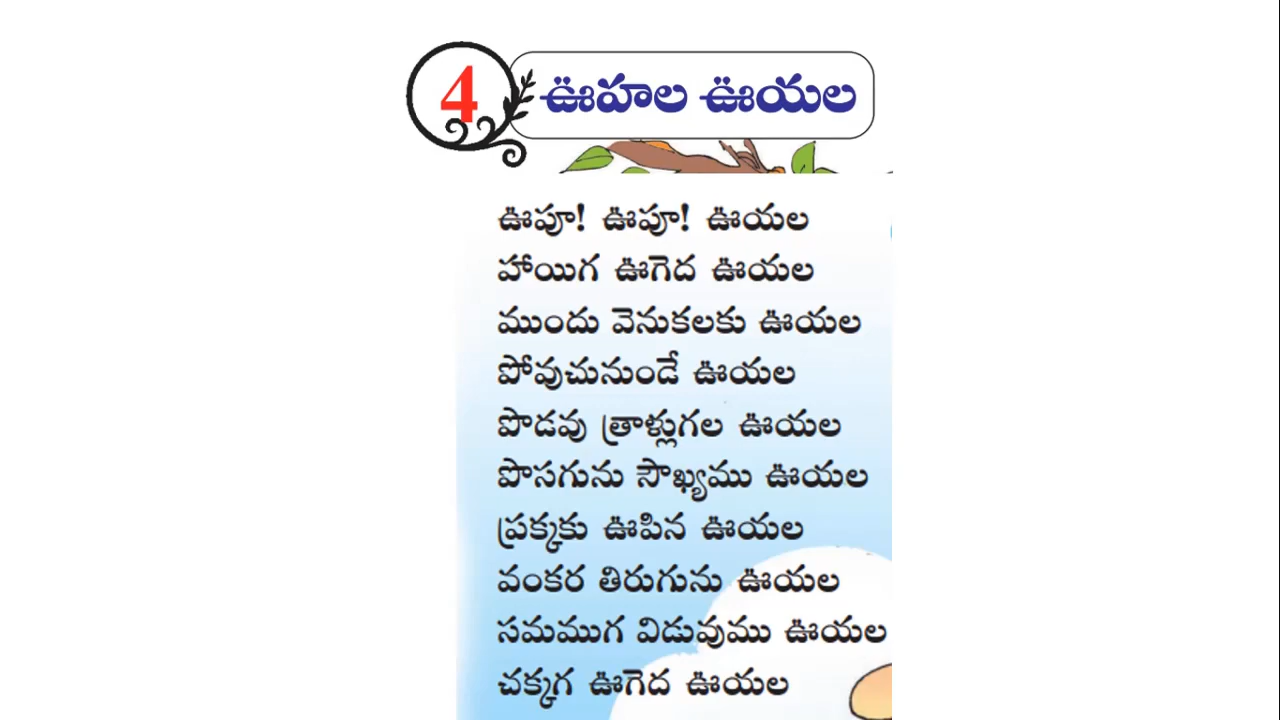 4 ఊహల ఊయల
ఊపూ! ఊపూ! ఊయల
హాయిగ ఊగెద ఊయల
ముందు వెనుకలకు ఊయల
పోవుచునుండే ఊయల
పొడవు త్రాళ్లుగల ఊయల
పొసగును సౌఖ్యము ఊయల
ప్రక్కకు ఊపిన ఊయల
వంకర తిరుగును ఊయల
సమముగ విడువుము ఊయల
చక్కగ ఊగెద ఊయల